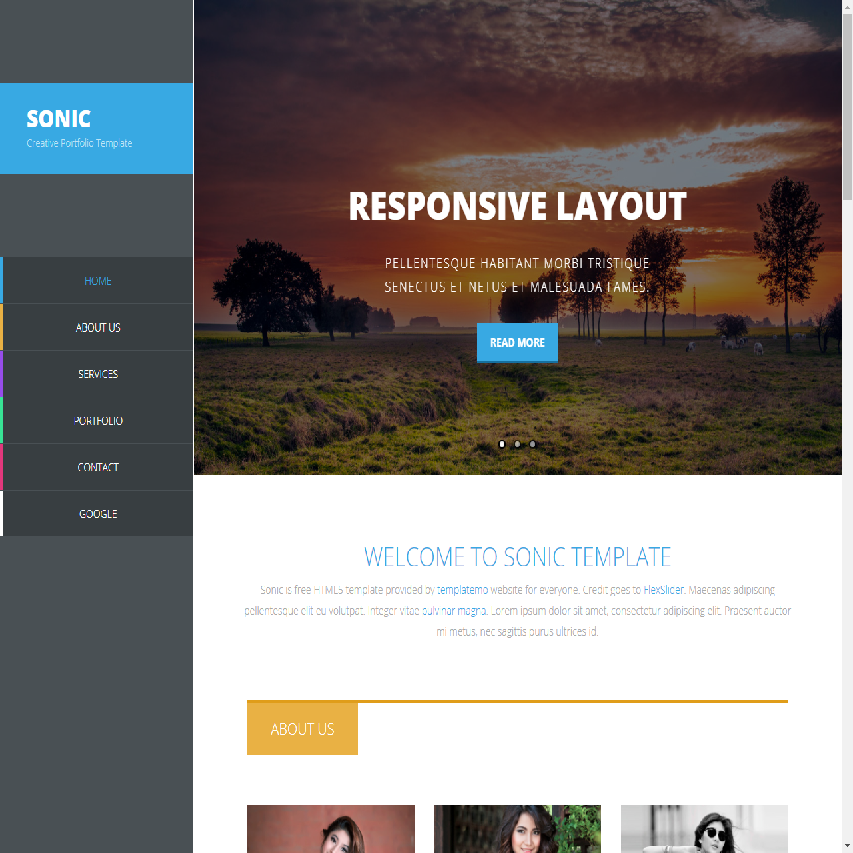 SONIC
Creative Portfolio Template
HOME
ABOUT US
SERVICES
PORTFOLIO
CONTACT
GOOGLE
RESPONSIVE LAYOUT
PELLENTESQUE HABITANT MORBI TRISTIQUE
SENECTUS ET NETUS ET MALESUADA FAMES.
READ MORE
WELCOME TO SONIC TEMPLATE
Sonic is free HTML5 template provided by templatemo website for everyone. Credit goes to FlexSlider. Maecenas adipiscing
pellentesque elit eu volutpat. Integer vitae pulvinar magna. Lorem ipsum dolor sit amet, consectetur adipiscing elit. Praesent auctor
mi metus, nec sagittis purus ultrices id.
ABOUT US